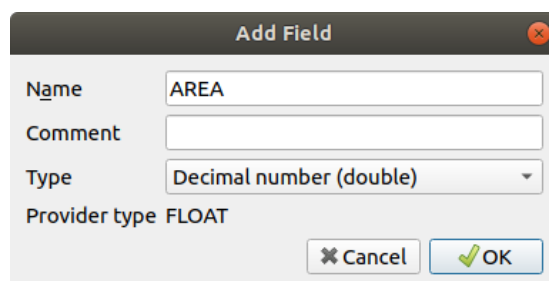 Add Field
Name AREA
Comment
Type Decimal number (double)
Provider type FLOAT
Cancel OK